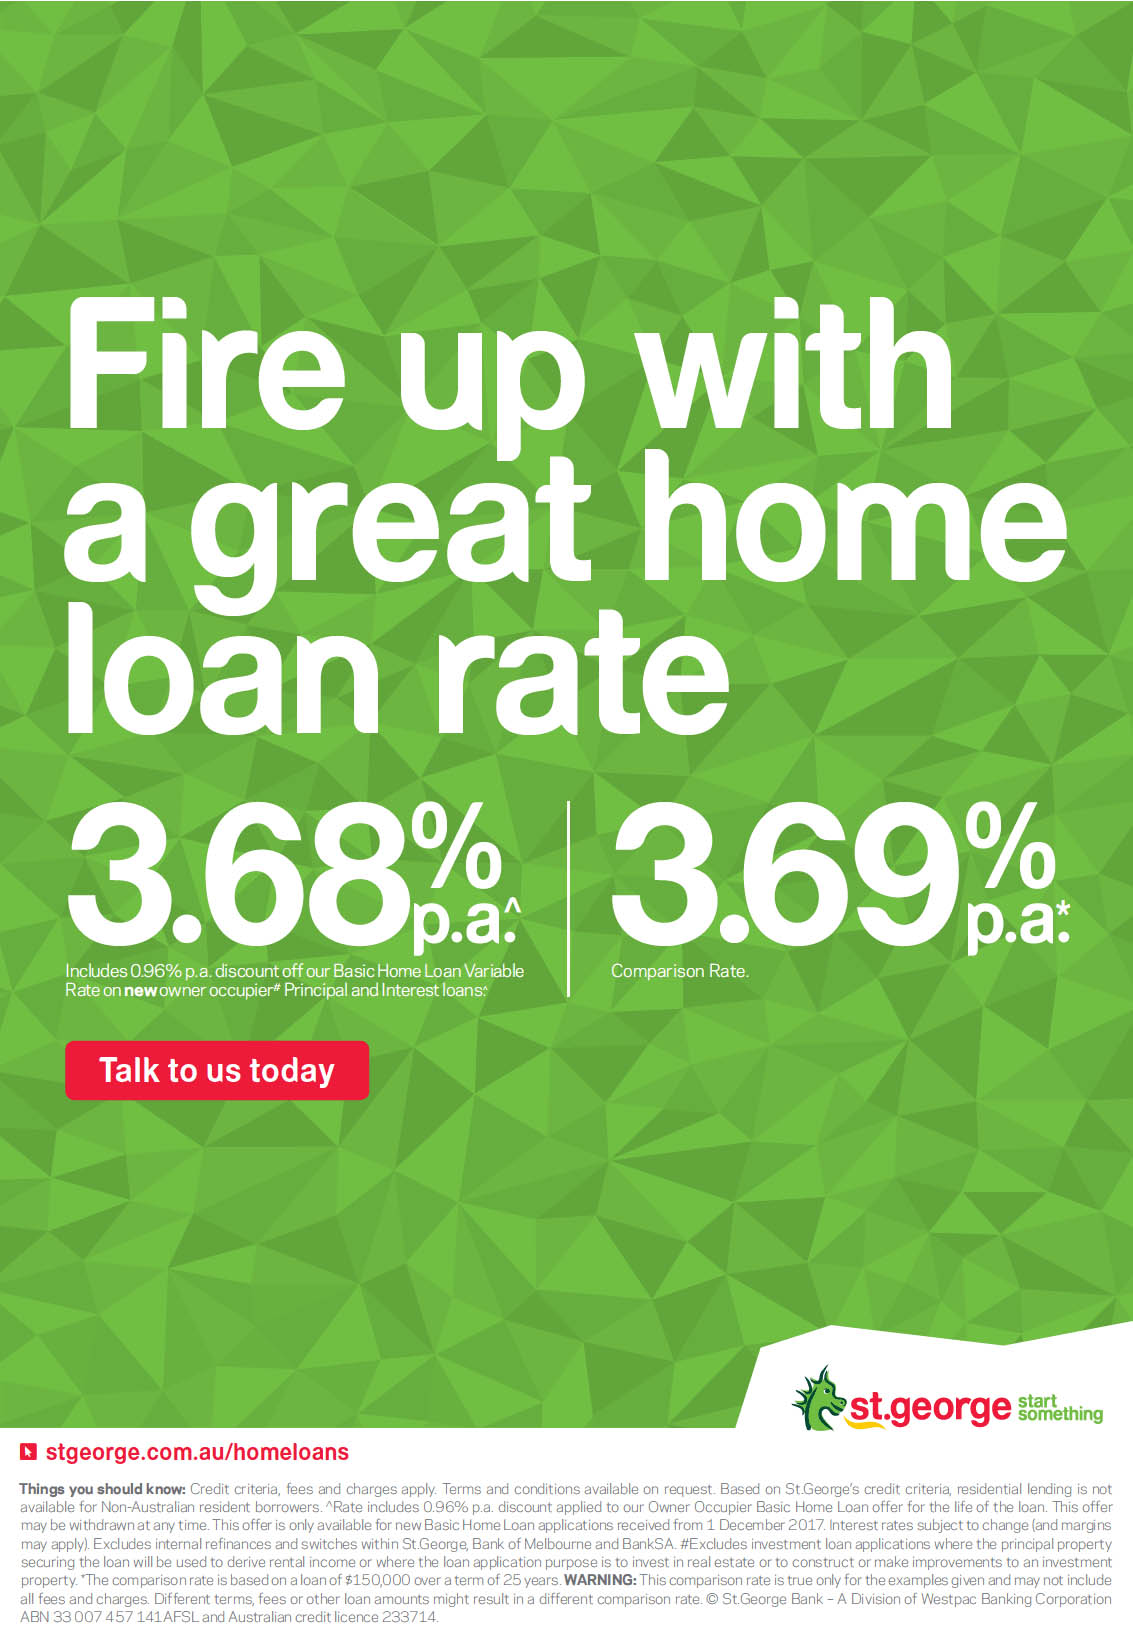 Fire up with
a great home
loan rate
3.68% p.a.^
Includes 0.96% p.a. discount off our Basic Home Loan Variable
Rate on new owner occupier# Principal and Interest loans.^
3.69% p.a.*
Comparison Rate.
Talk to us today
st.george start something
stgeorge.com.au/homeloans
Things you should know: Credit criteria, fees and charges apply. Terms and conditions available on request. Based on St.George's credit criteria, residential lending is not
available for Non-Australian resident borrowers. ^Rate includes 0.96% p.a. discount applied to our Owner Occupier Basic Home Loan offer for the life of the loan. This offer
may be withdrawn at any time. This offer is only available for new Basic Home Loan applications received from 1 December 2017. Interest rates subject to change (and margins
may apply). Excludes internal refinances and switches within St.George, Bank of Melbourne and BankSA. #Excludes investment loan applications where the principal property
securing the loan will be used to derive rental income or where the loan application purpose is to invest in real estate or to construct or make improvements to an investment
property. *The comparison rate is based on a loan of $150,000 over a term of 25 years. WARNING: This comparison rate is true only for the examples given and may not include
all fees and charges. Different terms, fees or other loan amounts might result in a different comparison rate. © St.George Bank – A Division of Westpac Banking Corporation
ABN 33 007 457 141 AFSL and Australian credit licence 233714.